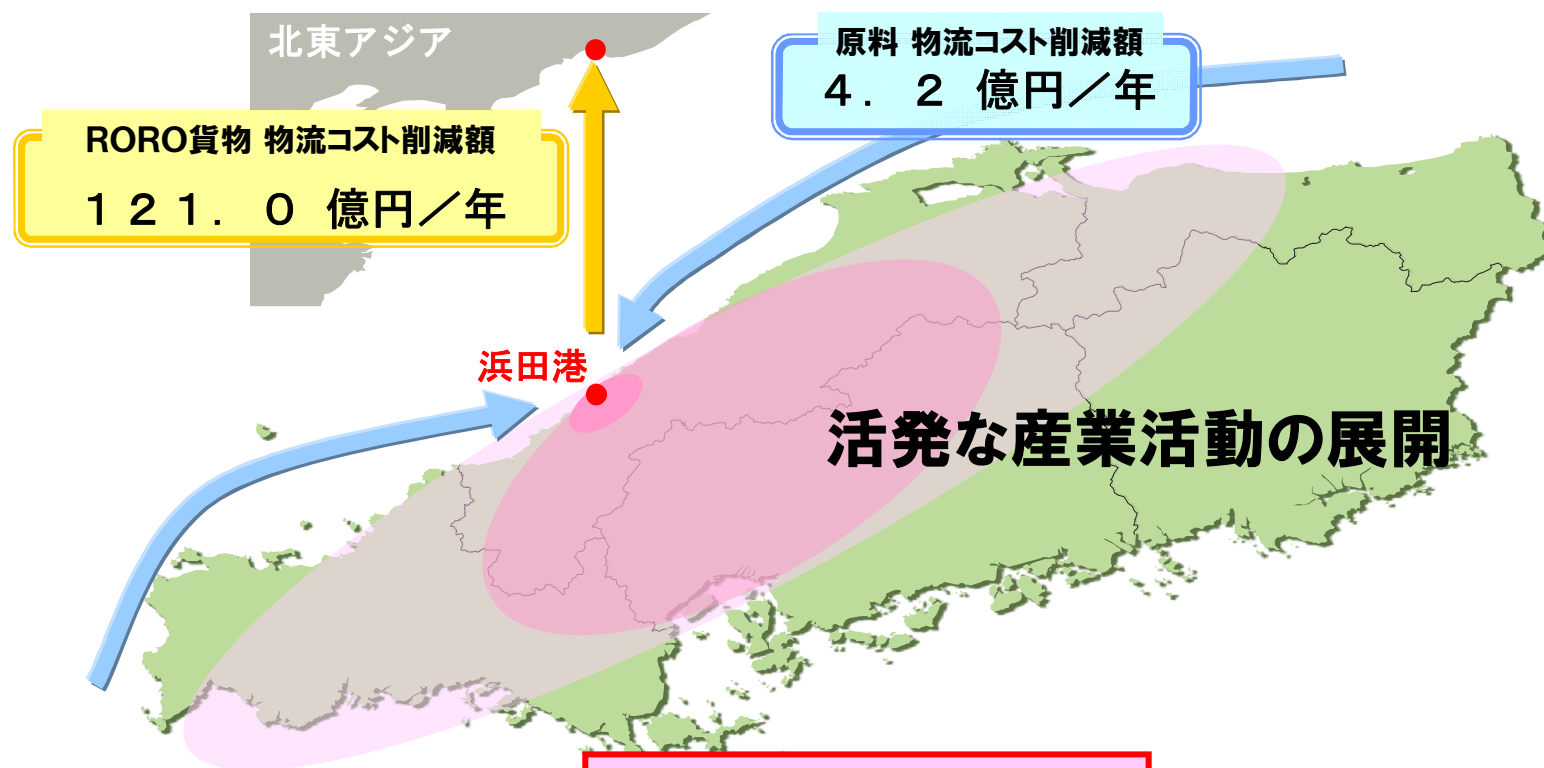 北東アジア
原料 物流コスト削減額
４．２ 億円／年
RORO貨物 物流コスト削減額
１２１．０ 億円／年
浜田港
活発な産業活動の展開